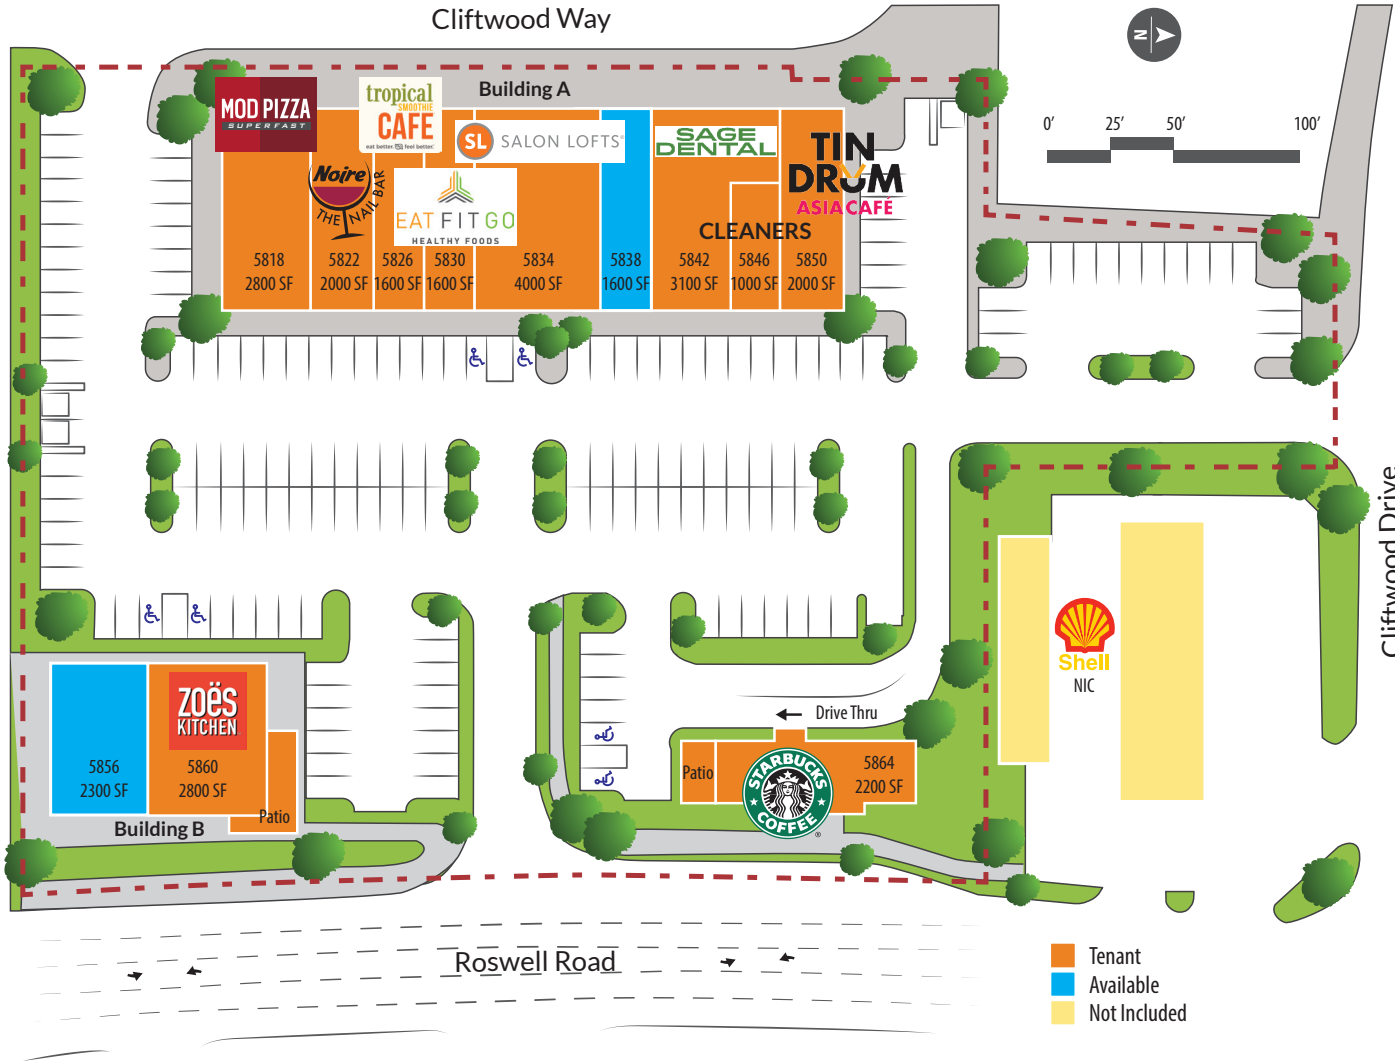 Cliftwood Way
N
0' 25' 50' 100'
Building A
MOD PIZZA
SUPERFAST
tropical
SMOOTHIE
CAFE
eat better. feel better.
SL SALON LOFTS
SAGE
DENTAL
TIN
DRUM
ASIA CAFÉ
Noire
THE NAIL BAR
EAT FIT GO
HEALTHY FOODS
CLEANERS
5818
2800 SF
5822
2000 SF
5826
1600 SF
5830
1600 SF
5834
4000 SF
5838
1600 SF
5842
3100 SF
5846
1000 SF
5850
2000 SF
Cliftwood Drive
Shell
NIC
Drive Thru
ZOËS
KITCHEN
5856
2300 SF
5860
2800 SF
Patio
Building B
Patio
STARBUCKS
COFFEE
®
5864
2200 SF
Roswell Road
Tenant
Available
Not Included